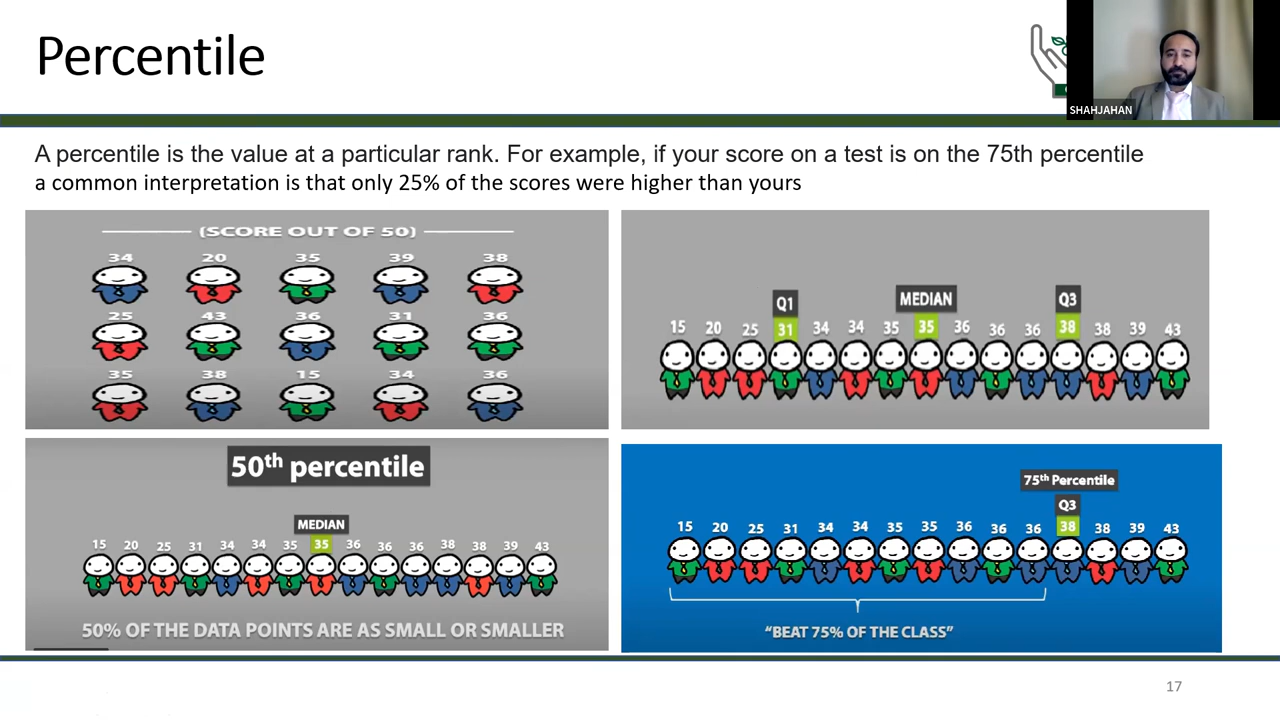 Percentile
SHAHJAHAN
A percentile is the value at a particular rank. For example, if your score on a test is on the 75th percentile
a common interpretation is that only 25% of the scores were higher than yours
(SCORE OUT OF 50)
34 20 35 39 38
25 43 36 31 36
35 38 15 34 36
Q1 MEDIAN Q3
15 20 25 31 34 34 35 35 36 36 36 38 38 39 43
50th percentile
MEDIAN
15 20 25 31 34 34 35 35 36 36 36 38 38 39 43
50% OF THE DATA POINTS ARE AS SMALL OR SMALLER
75th Percentile
Q3
15 20 25 31 34 34 35 35 36 36 36 38 38 39 43
“BEAT 75% OF THE CLASS”
17